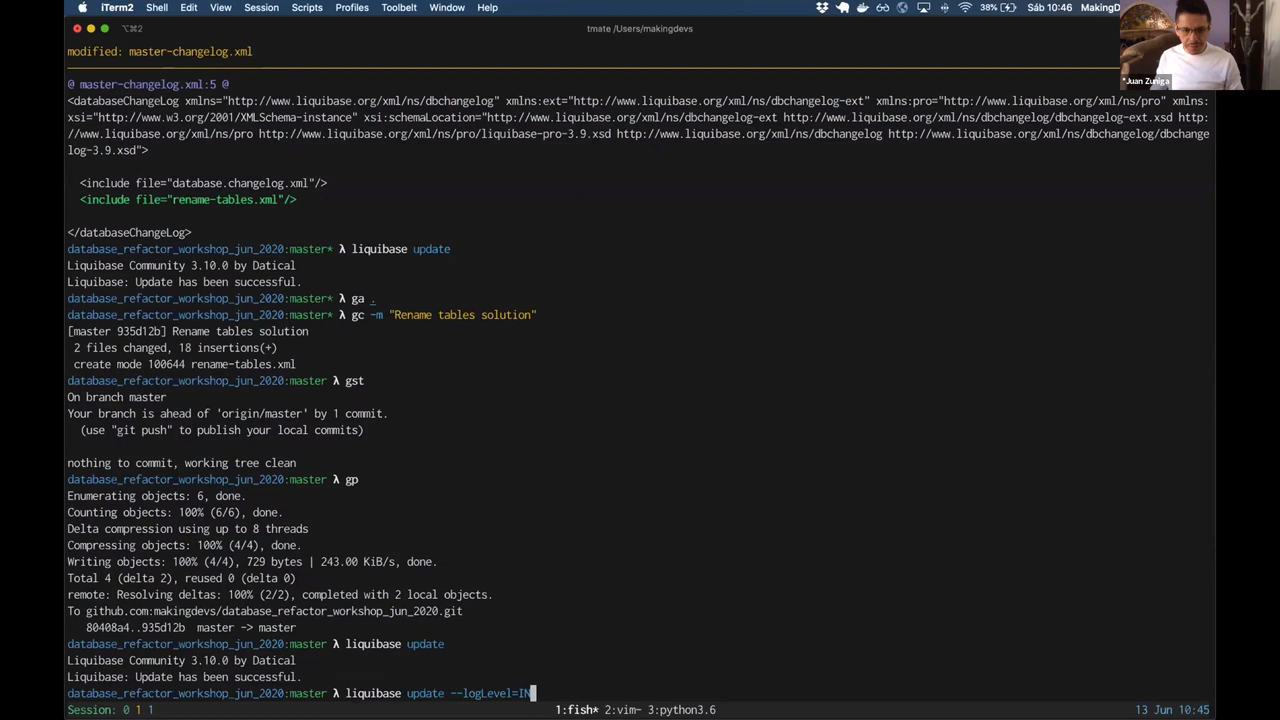 iTerm2 Shell Edit View Session Scripts Profiles Toolbelt Window Help 38% Sáb 10:46 MakingD
⌥⌘2 tmate /Users/makingdevs
*Juan Zuniga
modified: master-changelog.xml
@ master-changelog.xml:5 @
<databaseChangeLog xmlns="http://www.liquibase.org/xml/ns/dbchangelog" xmlns:ext="http://www.liquibase.org/xml/ns/dbchangelog-ext" xmlns:pro="http://www.liquibase.org/xml/ns/pro" xmlns:
xsi="http://www.w3.org/2001/XMLSchema-instance" xsi:schemaLocation="http://www.liquibase.org/xml/ns/dbchangelog-ext http://www.liquibase.org/xml/ns/dbchangelog/dbchangelog-ext.xsd http:
//www.liquibase.org/xml/ns/pro http://www.liquibase.org/xml/ns/pro/liquibase-pro-3.9.xsd http://www.liquibase.org/xml/ns/dbchangelog http://www.liquibase.org/xml/ns/dbchangelog/dbchange
log-3.9.xsd">
<include file="database.changelog.xml"/>
<include file="rename-tables.xml"/>
</databaseChangeLog>
database_refactor_workshop_jun_2020:master* λ liquibase update
Liquibase Community 3.10.0 by Datical
Liquibase: Update has been successful.
database_refactor_workshop_jun_2020:master* λ ga .
database_refactor_workshop_jun_2020:master* λ gc -m "Rename tables solution"
[master 935d12b] Rename tables solution
2 files changed, 18 insertions(+)
create mode 100644 rename-tables.xml
database_refactor_workshop_jun_2020:master λ gst
On branch master
Your branch is ahead of 'origin/master' by 1 commit.
(use "git push" to publish your local commits)
nothing to commit, working tree clean
database_refactor_workshop_jun_2020:master λ gp
Enumerating objects: 6, done.
Counting objects: 100% (6/6), done.
Delta compression using up to 8 threads
Compressing objects: 100% (4/4), done.
Writing objects: 100% (4/4), 729 bytes | 243.00 KiB/s, done.
Total 4 (delta 2), reused 0 (delta 0)
remote: Resolving deltas: 100% (2/2), completed with 2 local objects.
To github.com:makingdevs/database_refactor_workshop_jun_2020.git
80408a4..935d12b master -> master
database_refactor_workshop_jun_2020:master λ liquibase update
Liquibase Community 3.10.0 by Datical
Liquibase: Update has been successful.
database_refactor_workshop_jun_2020:master λ liquibase update --logLevel=IN
Session: 0 1 1 1:fish* 2:vim- 3:python3.6 13 Jun 10:45